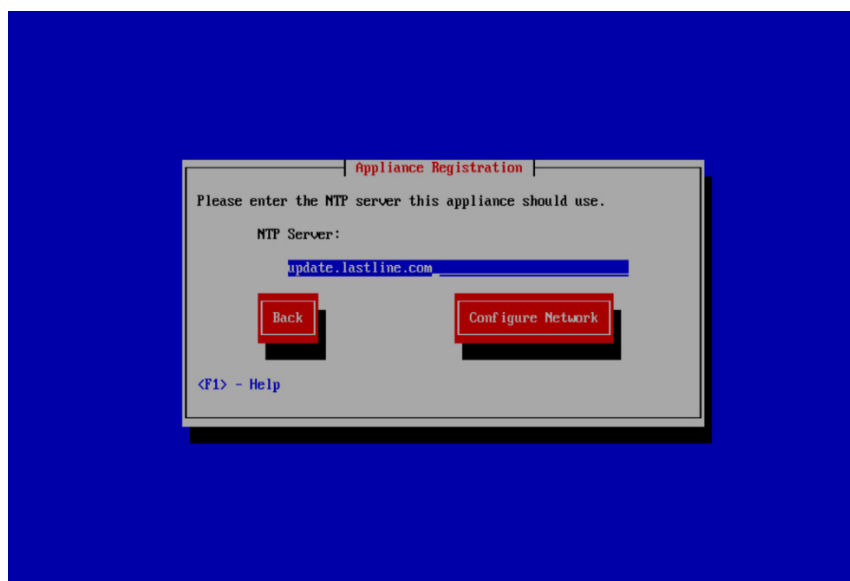 Appliance Registration
Please enter the NTP server this appliance should use.
NTP Server:
update.lastline.com
Back
Configure Network
<F1> - Help